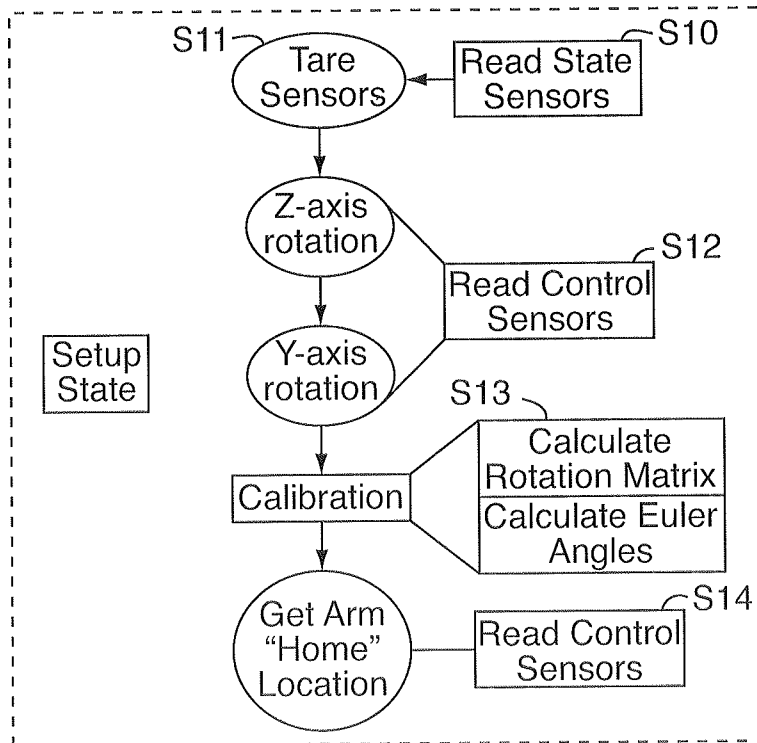 S11
S10
Tare
Sensors
Read State
Sensors
Z-axis
rotation
S12
Read Control
Sensors
Setup
State
Y-axis
rotation
S13
Calculate
Rotation Matrix
Calibration
Calculate Euler
Angles
S14
Get Arm
“Home”
Location
Read Control
Sensors